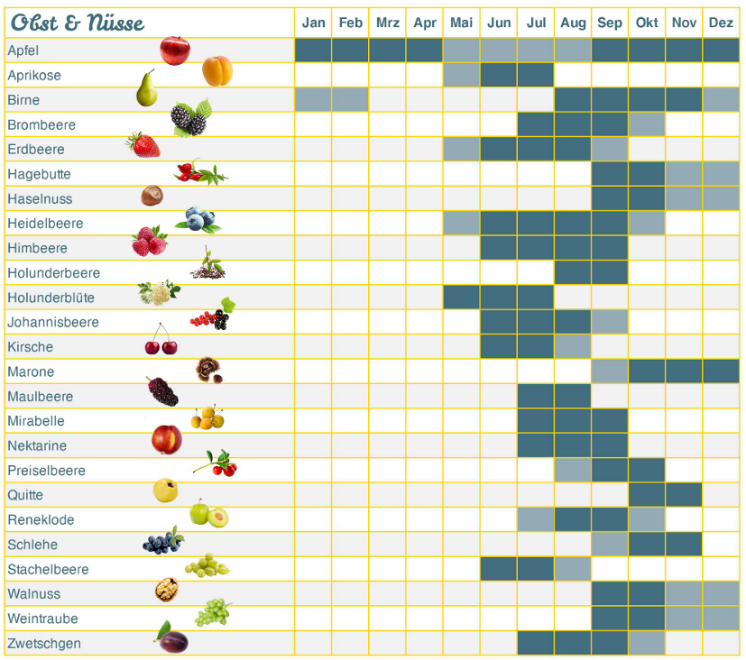 Obst & Nüsse Jan Feb Mrz Apr Mai Jun Jul Aug Sep Okt Nov Dez
Apfel
Aprikose
Birne
Brombeere
Erdbeere
Hagebutte
Haselnuss
Heidelbeere
Himbeere
Holunderbeere
Holunderblüte
Johannisbeere
Kirsche
Marone
Maulbeere
Mirabelle
Nektarine
Preiselbeere
Quitte
Reneklode
Schlehe
Stachelbeere
Walnuss
Weintraube
Zwetschgen